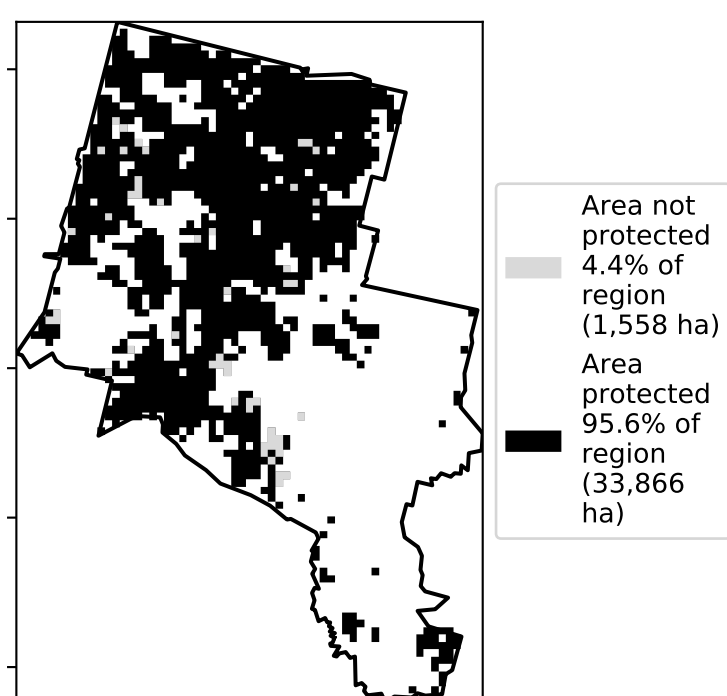 Area not
protected
4.4% of
region
(1,558 ha)
Area
protected
95.6% of
region
(33,866
ha)